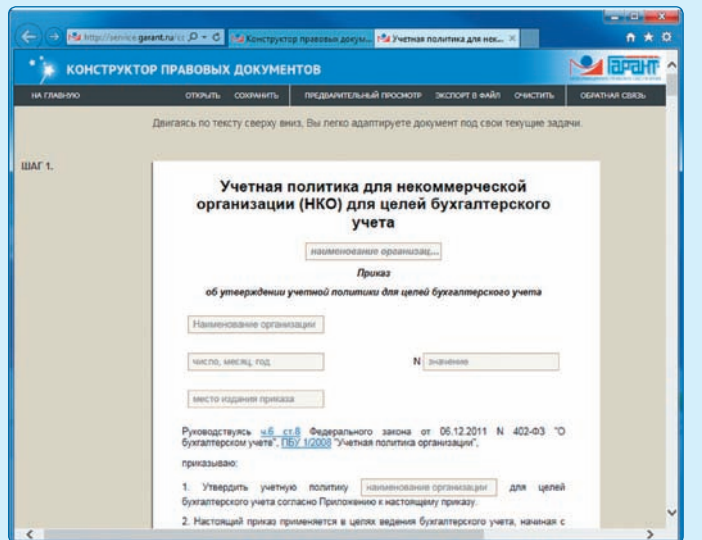 http://service.garant.ru/
Конструктор правовых докум...
Учетная политика для нек...
КОНСТРУКТОР ПРАВОВЫХ ДОКУМЕНТОВ
ГАРАНТ
НА ГЛАВНУЮ ОТКРЫТЬ СОХРАНИТЬ ПРЕДВАРИТЕЛЬНЫЙ ПРОСМОТР ЭКСПОРТ В ФАЙЛ ОЧИСТИТЬ ОБРАТНАЯ СВЯЗЬ
Двигаясь по тексту сверху вниз, Вы легко адаптируете документ под свои текущие задачи.
ШАГ 1.
Учетная политика для некоммерческой
организации (НКО) для целей бухгалтерского
учета
наименование организац...
Приказ
об утверждении учетной политики для целей бухгалтерского учета
Наименование организации
число, месяц, год N значение
место издания приказа
Руководствуясь ч.6 ст.8 Федерального закона от 06.12.2011 N 402-ФЗ "О
бухгалтерском учете", ПБУ 1/2008 "Учетная политика организации",
приказываю:
1. Утвердить учетную политику наименование организации для целей
бухгалтерского учета согласно Приложению к настоящему приказу.
2. Настоящий приказ применяется в целях ведения бухгалтерского учета, начиная с